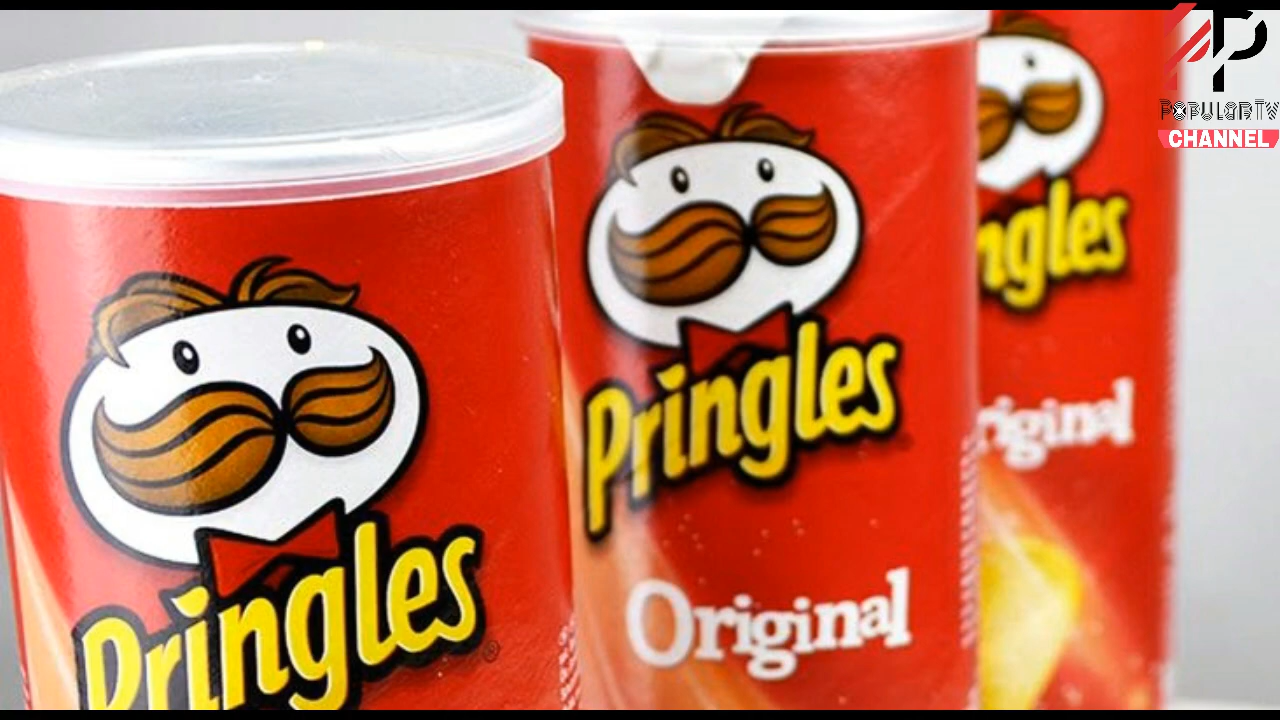 Pringles
®
Pringles
Original
ngles
riginal
P
POPULARTV
CHANNEL